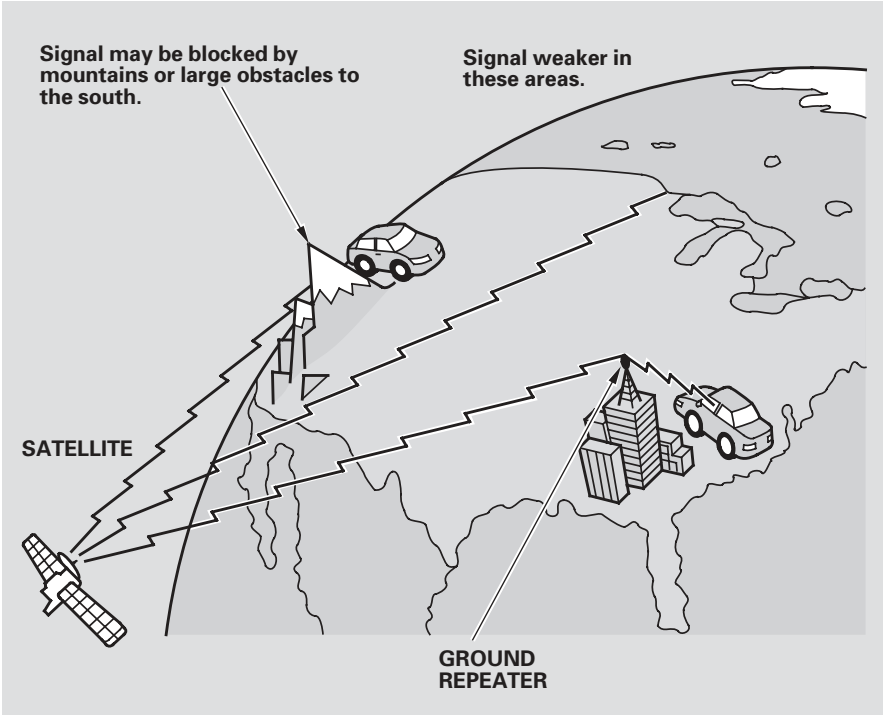 Signal may be blocked by
mountains or large obstacles to
the south.
Signal weaker in
these areas.
SATELLITE
GROUND
REPEATER